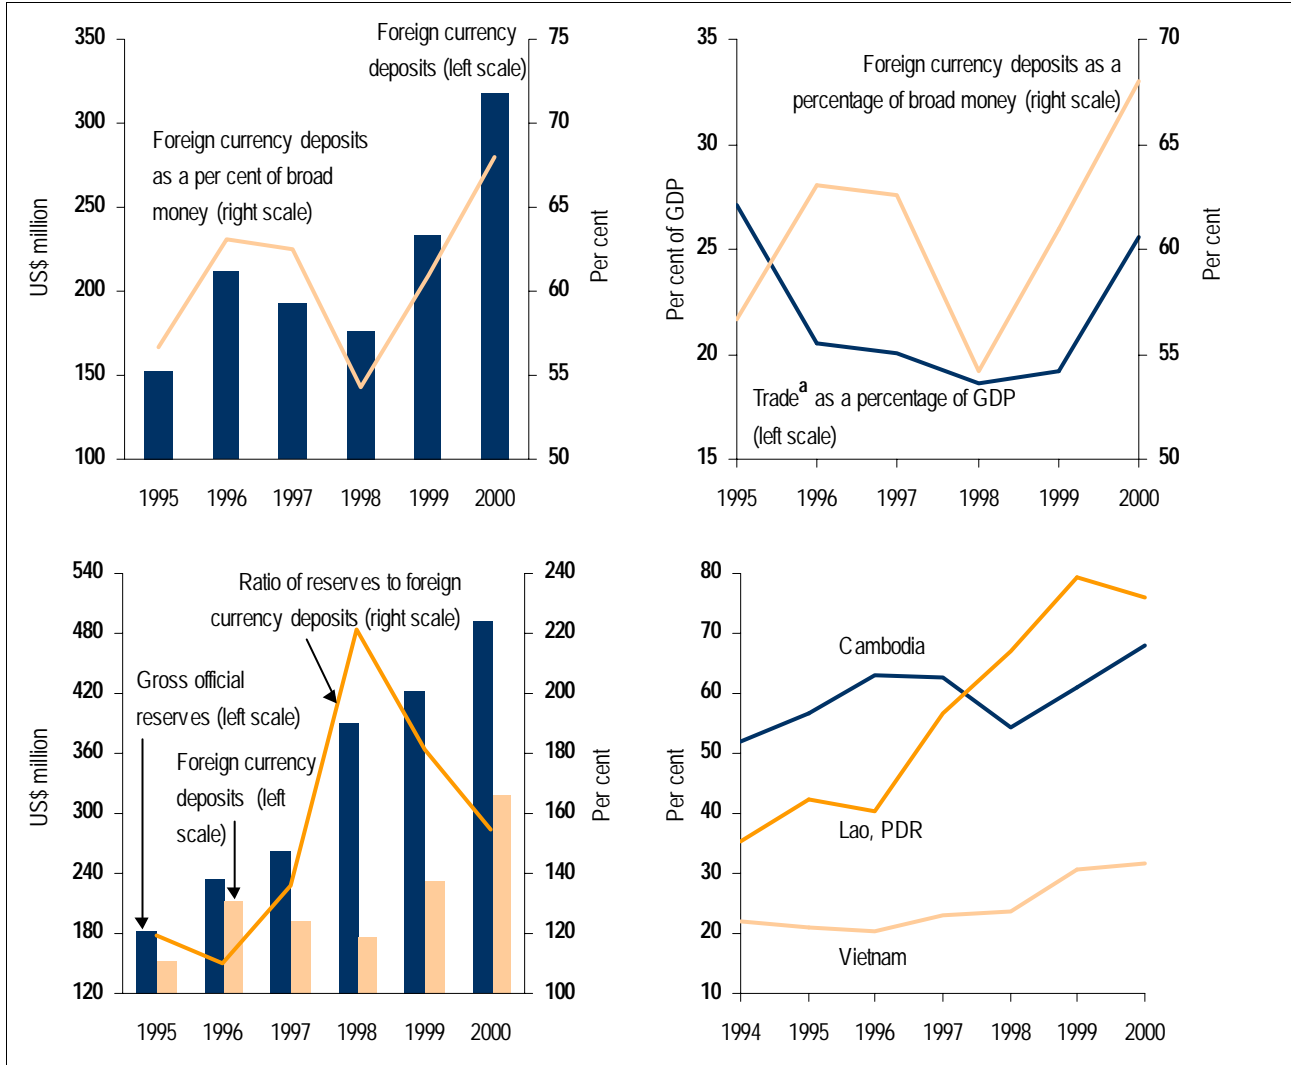 350
300
250
200
150
100
US$ million
Foreign currency
deposits (left scale)
Foreign currency deposits
as a per cent of broad
money (right scale)
75
70
65
60
55
50
Per cent
1995 1996 1997 1998 1999 2000
35
30
25
20
15
Per cent of GDP
Foreign currency deposits as a
percentage of broad money (right scale)
Tradeª as a percentage of GDP
(left scale)
70
65
60
55
50
Per cent
1995 1996 1997 1998 1999 2000
540
480
420
360
300
240
180
120
US$ million
Ratio of reserves to foreign
currency deposits (right scale)
Gross official
reserves (left scale)
Foreign currency
deposits (left
scale)
240
220
200
180
160
140
120
100
Per cent
1995 1996 1997 1998 1999 2000
80
70
60
50
40
30
20
10
Per cent
Cambodia
Lao, PDR
Vietnam
1994 1995 1996 1997 1998 1999 2000